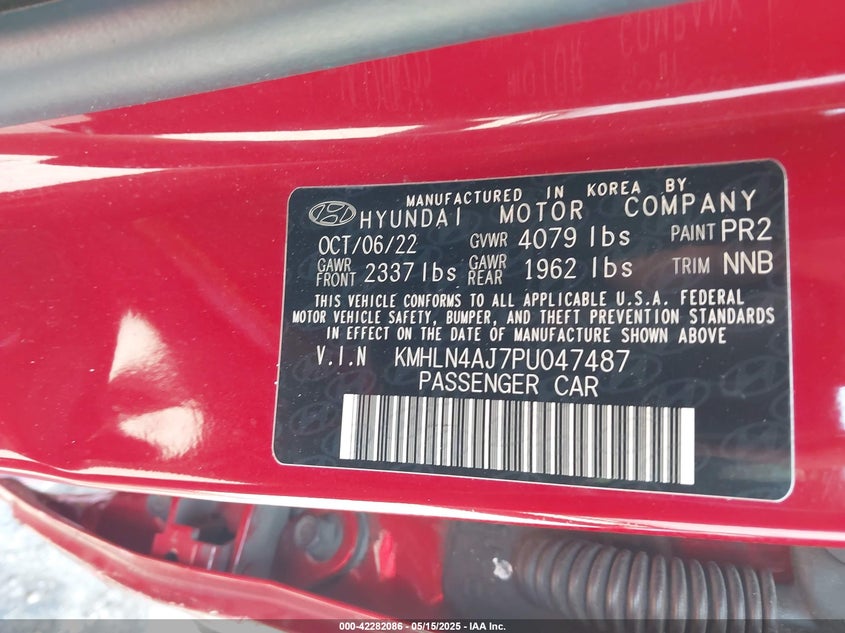 MANUFACTURED IN KOREA BY
HYUNDAI MOTOR COMPANY
OCT/06/22 GVWR 4079 lbs PAINT PR2
GAWR FRONT 2337 lbs GAWR REAR 1962 lbs TRIM NNB
THIS VEHICLE CONFORMS TO ALL APPLICABLE U.S.A. FEDERAL
MOTOR VEHICLE SAFETY, BUMPER, AND THEFT PREVENTION STANDARDS
IN EFFECT ON THE DATE OF MANUFACTURE SHOWN ABOVE
V.I.N KMHLN4AJ7PU047487
PASSENGER CAR
000-42282086 - 05/15/2025 - IAA Inc.